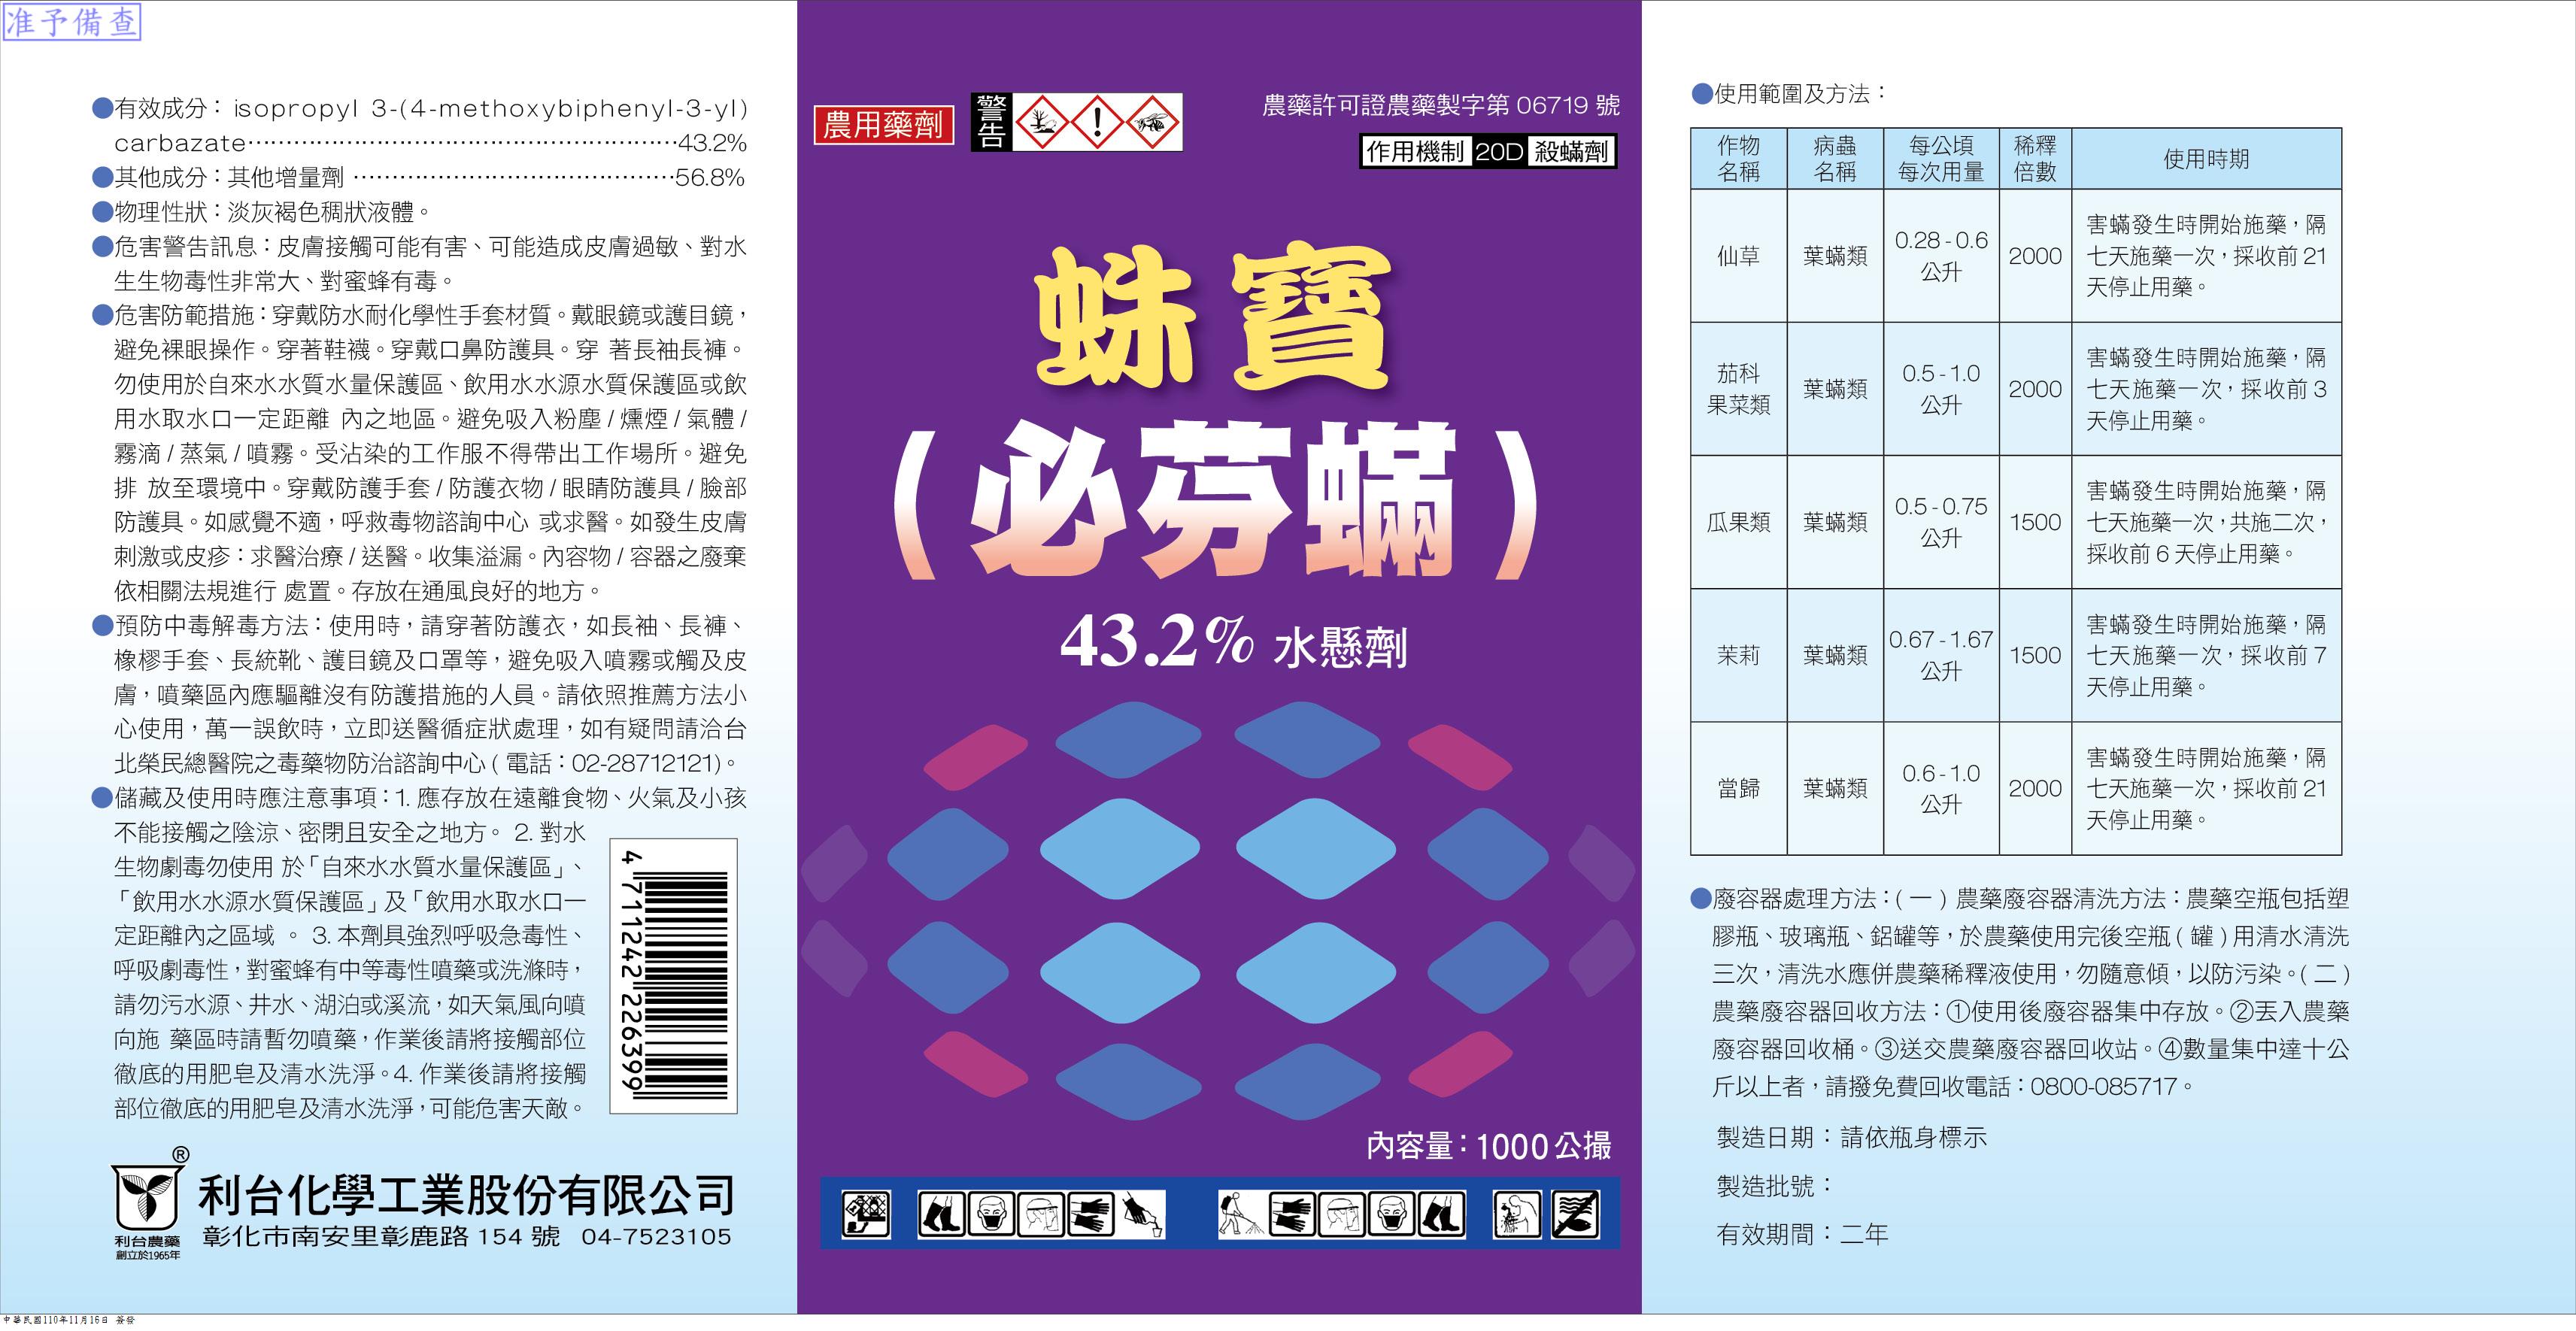 准予備查
●有效成分：isopropyl 3-(4-methoxybiphenyl-3-yl)
carbazate……………………………………………………43.2%
●其他成分：其他增量劑 ……………………………………56.8%
●物理性狀：淡灰褐色稠狀液體。
●危害警告訊息：皮膚接觸可能有害、可能造成皮膚過敏、對水
生生物毒性非常大、對蜜蜂有毒。
●危害防範措施：穿戴防水耐化學性手套材質。戴眼鏡或護目鏡，
避免裸眼操作。穿著鞋襪。穿戴口鼻防護具。穿 著長袖長褲。
勿使用於自來水水質水量保護區、飲用水水源水質保護區或飲
用水取水口一定距離 內之地區。避免吸入粉塵 / 燻煙 / 氣體 /
霧滴 / 蒸氣 / 噴霧。受沾染的工作服不得帶出工作場所。避免
排 放至環境中。穿戴防護手套 / 防護衣物 / 眼睛防護具 / 臉部
防護具。如感覺不適，呼救毒物諮詢中心 或求醫。如發生皮膚
刺激或皮疹：求醫治療 / 送醫。收集溢漏。內容物 / 容器之廢棄
依相關法規進行 處置。存放在通風良好的地方。
●預防中毒解毒方法：使用時，請穿著防護衣，如長袖、長褲、
橡膠手套、長統靴、護目鏡及口罩等，避免吸入噴霧或觸及皮
膚，噴藥區內應驅離沒有防護措施的人員。請依照推薦方法小
心使用，萬一誤飲時，立即送醫循症狀處理，如有疑問請洽台
北榮民總醫院之毒藥物防治諮詢中心 ( 電話：02-28712121)。
●儲藏及使用時應注意事項：1. 應存放在遠離食物、火氣及小孩
不能接觸之陰涼、密閉且安全之地方。 2. 對水
生物劇毒勿使用 於「自來水水質水量保護區」、
「飲用水水源水質保護區」及「飲用水取水口一
定距離內之區域 。 3. 本劑具強烈呼吸急毒性、
呼吸劇毒性，對蜜蜂有中等毒性噴藥或洗滌時，
請勿污水源、井水、湖泊或溪流，如天氣風向噴
向施 藥區時請暫勿噴藥，作業後請將接觸部位
徹底的用肥皂及清水洗淨。4. 作業後請將接觸
部位徹底的用肥皂及清水洗淨，可能危害天敵。
4 711242 226399
®
利台農藥
創立於1965年
利台化學工業股份有限公司
彰化市南安里彰鹿路 154 號 04-7523105
農用藥劑
警告
農藥許可證農藥製字第 06719 號
作用機制 20D 殺蟎劑
蛛寶
(必芬蟎)
43.2% 水懸劑
內容量：1000 公撮
●使用範圍及方法：
作物名稱 病蟲名稱 每公頃每次用量 稀釋倍數 使用時期
仙草 葉蟎類 0.28 - 0.6 公升 2000 害蟎發生時開始施藥，隔
七天施藥一次，採收前 21
天停止用藥。
茄科果菜類 葉蟎類 0.5 - 1.0 公升 2000 害蟎發生時開始施藥，隔
七天施藥一次，採收前 3
天停止用藥。
瓜果類 葉蟎類 0.5 - 0.75 公升 1500 害蟎發生時開始施藥，隔
七天施藥一次，共施二次，
採收前 6 天停止用藥。
茉莉 葉蟎類 0.67 - 1.67 公升 1500 害蟎發生時開始施藥，隔
七天施藥一次，採收前 7
天停止用藥。
當歸 葉蟎類 0.6 - 1.0 公升 2000 害蟎發生時開始施藥，隔
七天施藥一次，採收前 21
天停止用藥。
●廢容器處理方法：( 一 ) 農藥廢容器清洗方法：農藥空瓶包括塑
膠瓶、玻璃瓶、鋁罐等，於農藥使用完後空瓶 ( 罐 ) 用清水清洗
三次，清洗水應併農藥稀釋液使用，勿隨意傾，以防污染。( 二 )
農藥廢容器回收方法：①使用後廢容器集中存放。②丟入農藥
廢容器回收桶。③送交農藥廢容器回收站。④數量集中達十公
斤以上者，請撥免費回收電話：0800-085717。
製造日期：請依瓶身標示
製造批號：
有效期間：二年
中華民國110年11月16日 簽發